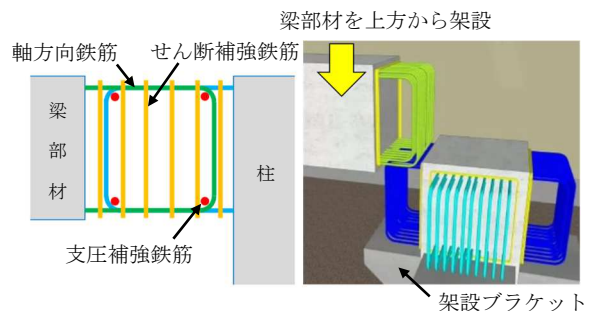 梁部材を上方から架設
軸方向鉄筋
せん断補強鉄筋
梁部材
柱
支圧補強鉄筋
架設ブラケット